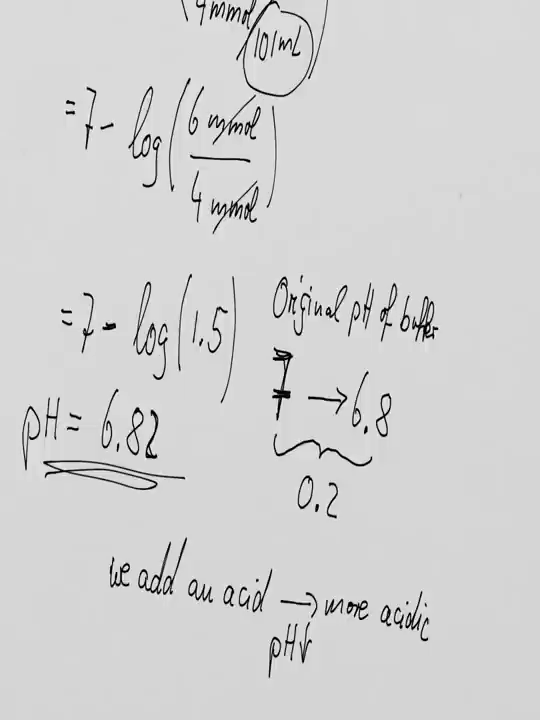 (4 mmol
101 mL)
= 7 - log (6 mmol
4 mmol)
= 7 - log (1.5)
pH = 6.82
Original pH of buffer
7 → 6.8
0.2
we add an acid → more acidic
pH↓